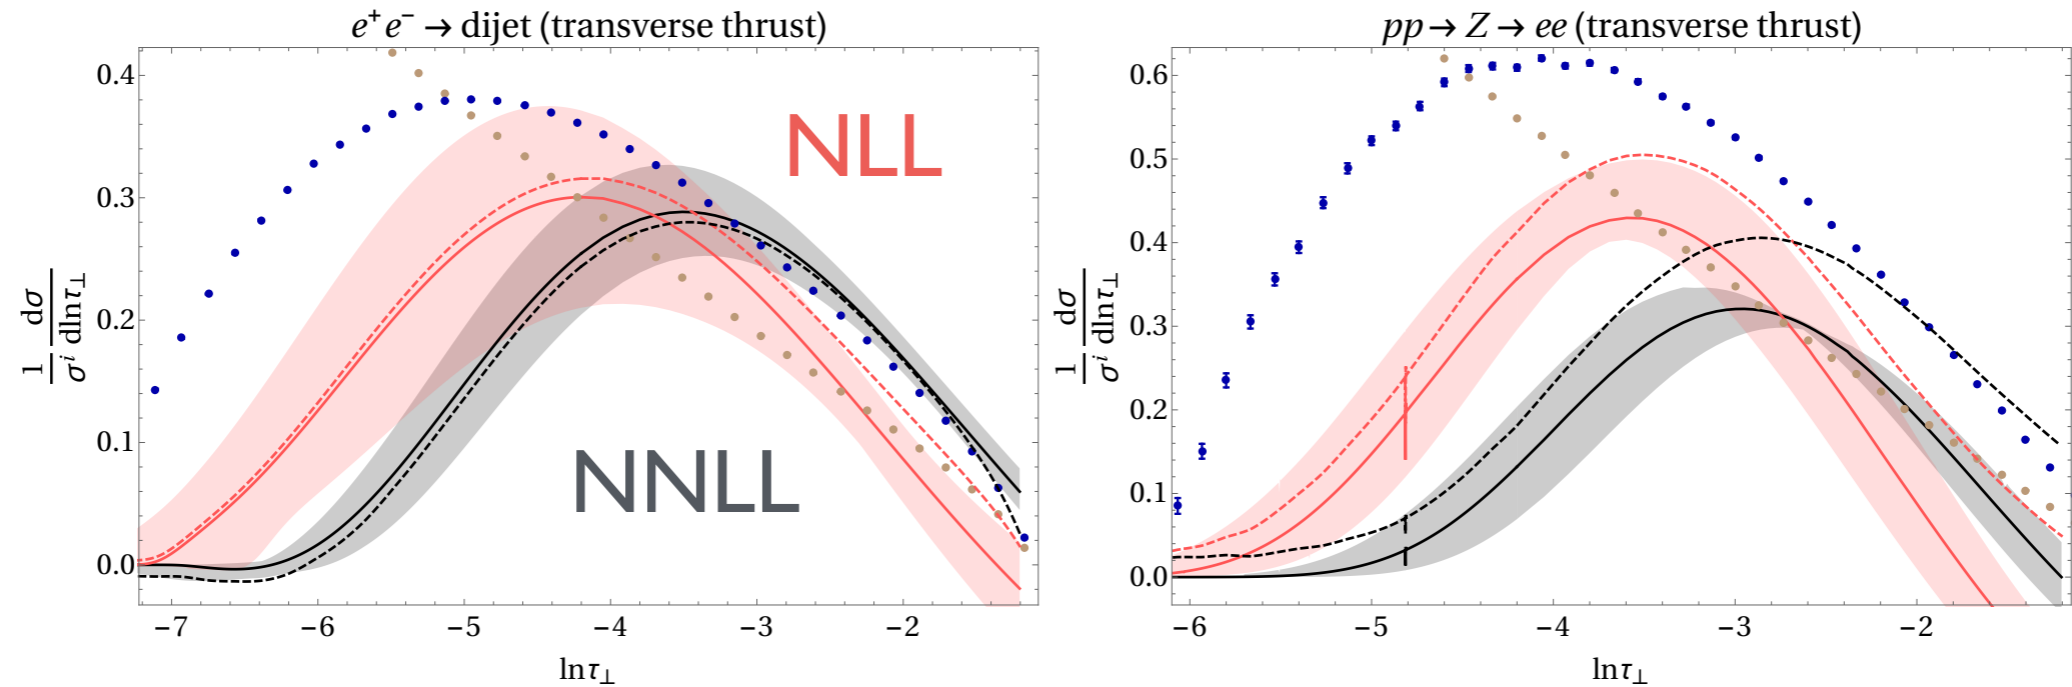 e⁺e⁻ → dijet (transverse thrust)
0.4
0.3
0.2
0.1
0.0
1/σⁱ dσ/dlnτ⊥
NLL
NNLL
−7 −6 −5 −4 −3 −2
lnτ⊥
pp → Z → ee (transverse thrust)
0.6
0.5
0.4
0.3
0.2
0.1
0.0
1/σⁱ dσ/dlnτ⊥
−6 −5 −4 −3 −2
lnτ⊥